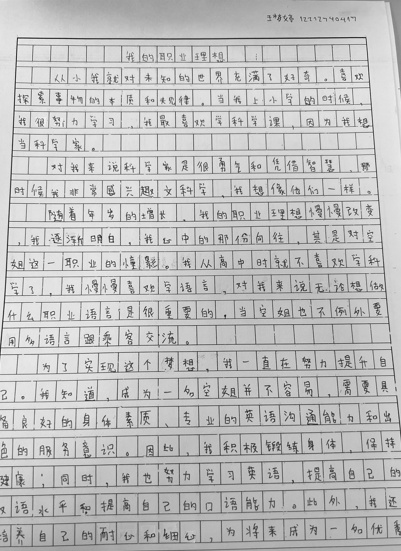 我的职业理想
从小我就对未知的世界充满了好奇。喜欢
探索事物的本质和规律。当我上小学的时候,
我很努力学习,我最喜欢学科学课,因为我想
当科学家。
对我来说科学家是很勇气和凭借智慧,那
时候我非常感兴趣文科学,我想像他们一样。
随着年岁的增长,我的职业理想慢慢改变
,我逐渐明白,我心中的那份向往,其是对空
姐这一职业的憧憬。我从高中时就不喜欢学科
学了,我慢慢喜欢学语言,对我来说无论想做
什么职业语言是很重要的。当空姐也不例外要
用多语言跟乘客交流。
为了实现这个梦想,我一直在努力提升自
己。我知道,成为一名空姐并不容易,需要具
备良好的身体素质、专业的英语沟通能力和出
色的服务意识。因此,我积极锻练身体,保持
健康;同时,我也努力学习英语,提高自己的
汉语水平和提高自己的口语能力。此外,我还
培养自己的耐心和细心,为将来成为一名优秀